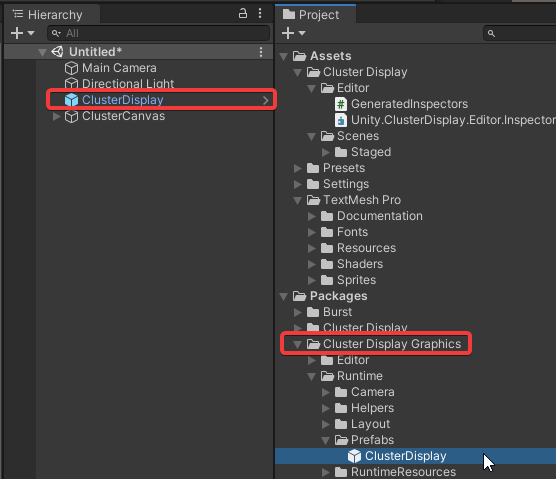 Hierarchy
All
Untitled*
Main Camera
Directional Light
ClusterDisplay
ClusterCanvas
Project
Assets
Cluster Display
Editor
GeneratedInspectors
Unity.ClusterDisplay.Editor.Inspector
Scenes
Staged
Presets
Settings
TextMesh Pro
Documentation
Fonts
Resources
Shaders
Sprites
Packages
Burst
Cluster Display
Cluster Display Graphics
Editor
Runtime
Camera
Helpers
Layout
Prefabs
ClusterDisplay
RuntimeResources